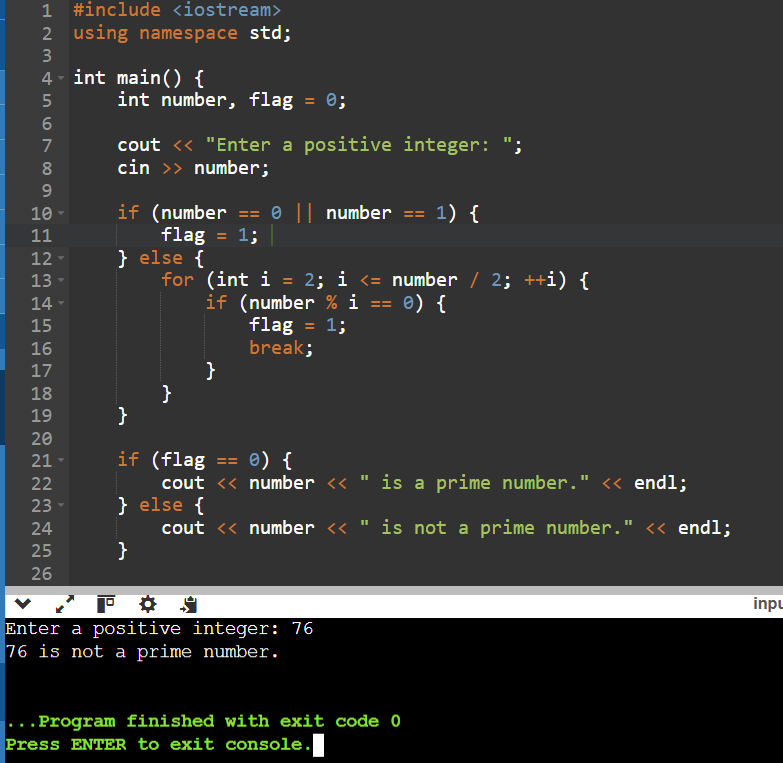 1 #include <iostream>
2 using namespace std;
3
4 int main() {
5     int number, flag = 0;
6
7     cout << "Enter a positive integer: ";
8     cin >> number;
9
10     if (number == 0 || number == 1) {
11         flag = 1;
12     } else {
13         for (int i = 2; i <= number / 2; ++i) {
14             if (number % i == 0) {
15                 flag = 1;
16                 break;
17             }
18         }
19     }
20
21     if (flag == 0) {
22         cout << number << " is a prime number." << endl;
23     } else {
24         cout << number << " is not a prime number." << endl;
25     }
26
Enter a positive integer: 76
76 is not a prime number.
...Program finished with exit code 0
Press ENTER to exit console.